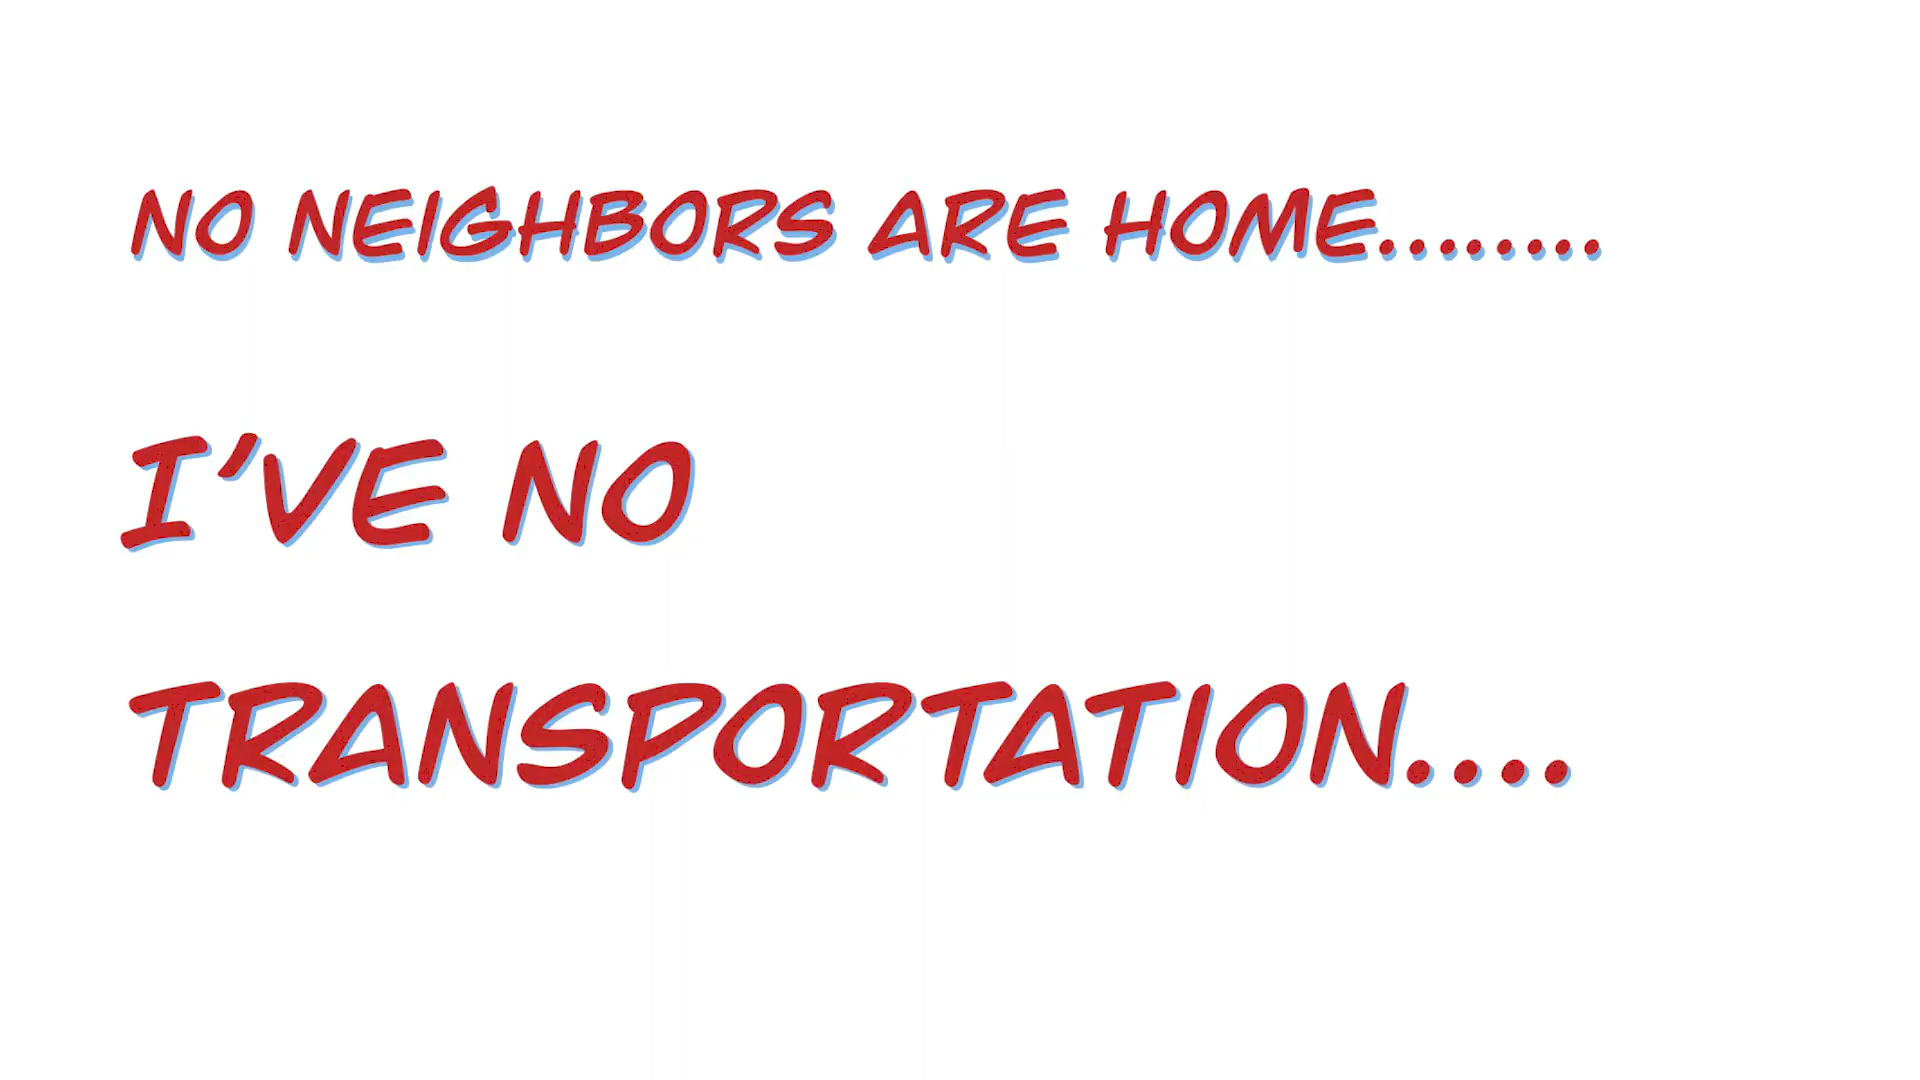 NO NEIGHBORS ARE HOME........
I'VE NO
TRANSPORTATION....